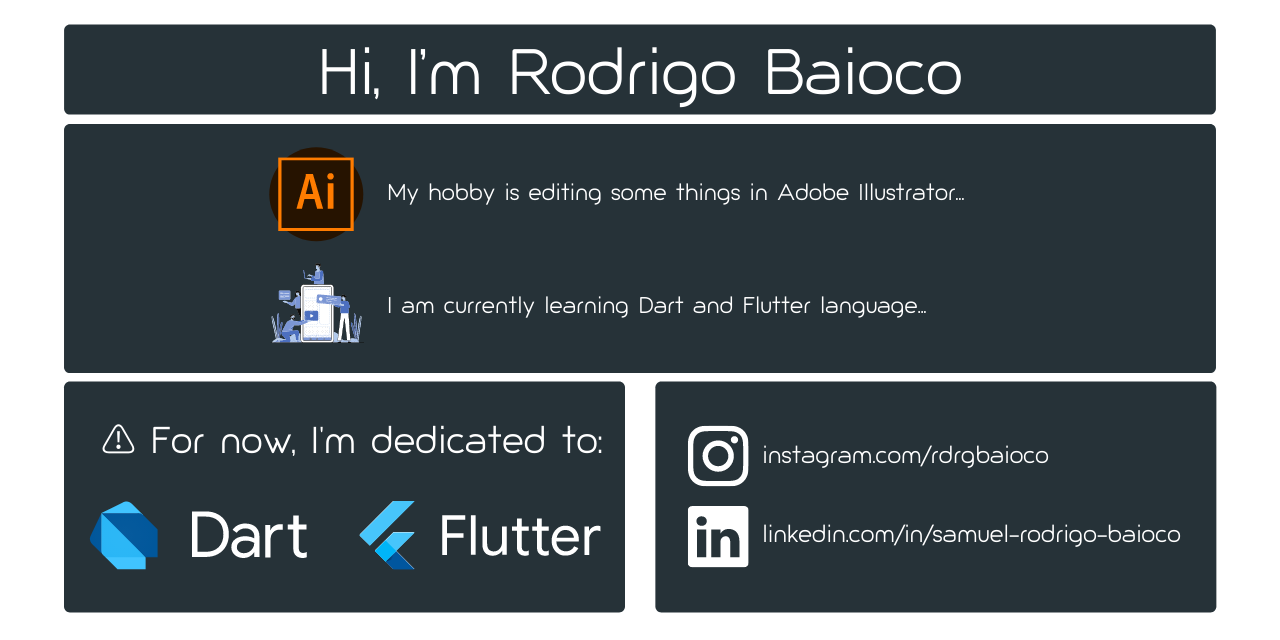 Hi, I'm Rodrigo Baioco
Ai
My hobby is editing some things in Adobe Illustrator...
I am currently learning Dart and Flutter language...
For now, I'm dedicated to:
Dart
Flutter
instagram.com/rdrgbaioco
in
linkedin.com/in/samuel-rodrigo-baioco